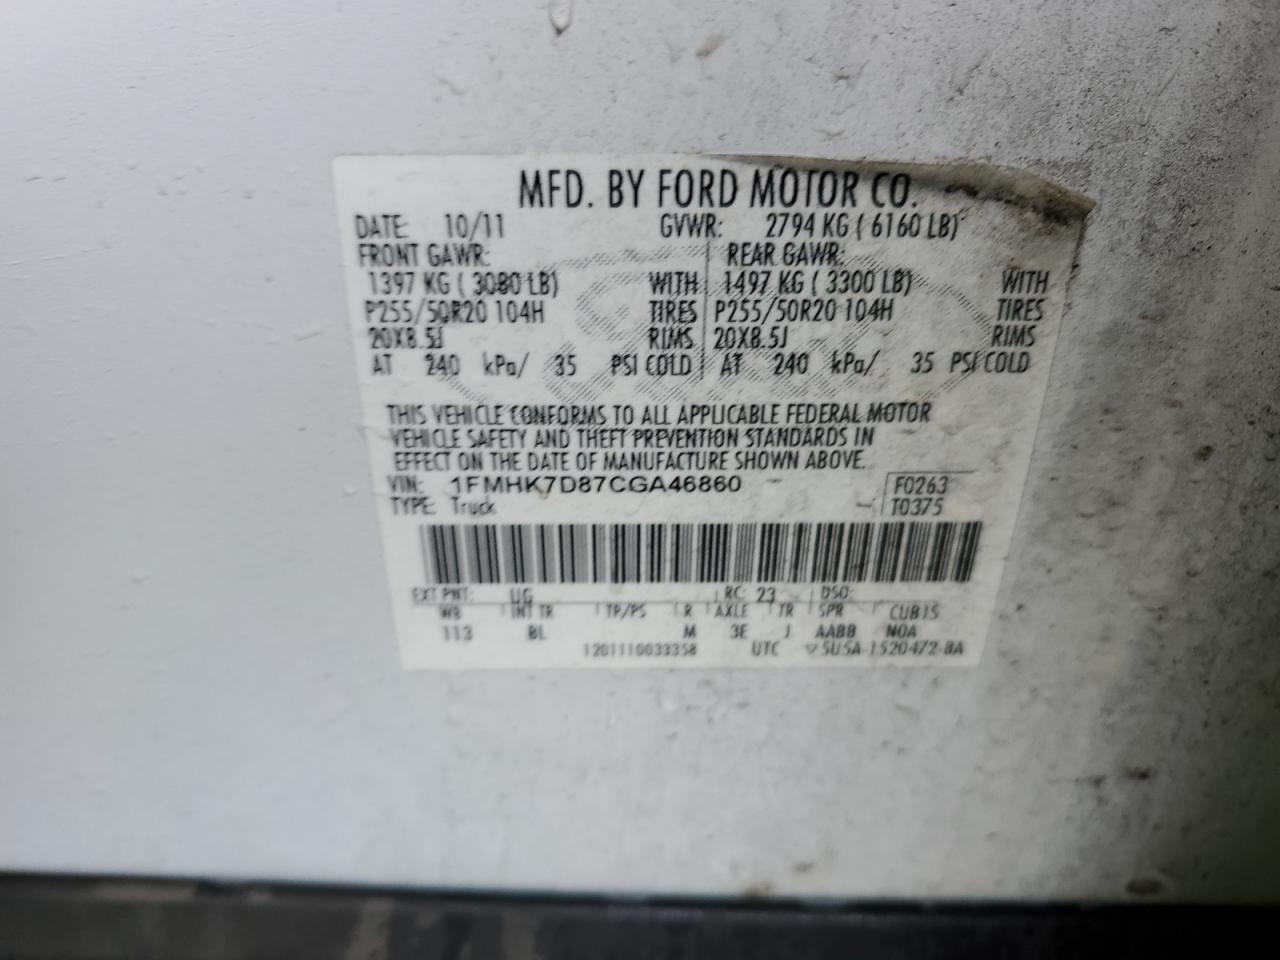 MFD. BY FORD MOTOR CO.
DATE: 10/11 GVWR: 2794 KG ( 6160 LB)
FRONT GAWR: REAR GAWR:
1397 KG ( 3080 LB) WITH 1497 KG ( 3300 LB) WITH
P255/50R20 104H TIRES P255/50R20 104H TIRES
20X8.5J RIMS 20X8.5J RIMS
AT 240 kPa/ 35 PSI COLD AT 240 kPa/ 35 PSI COLD
THIS VEHICLE CONFORMS TO ALL APPLICABLE FEDERAL MOTOR
VEHICLE SAFETY AND THEFT PREVENTION STANDARDS IN
EFFECT ON THE DATE OF MANUFACTURE SHOWN ABOVE.
VIN: 1FMHK7D87CGA46860 F0263
TYPE: Truck T0375
EXT PNT: UG RC: 23 DSO:
WB INT TR TP/PS R AXLE TR SPR CUB1S
113 BL M 3E J AABB NOA
1201110033358 UTC ▽5USA-1520472-BA